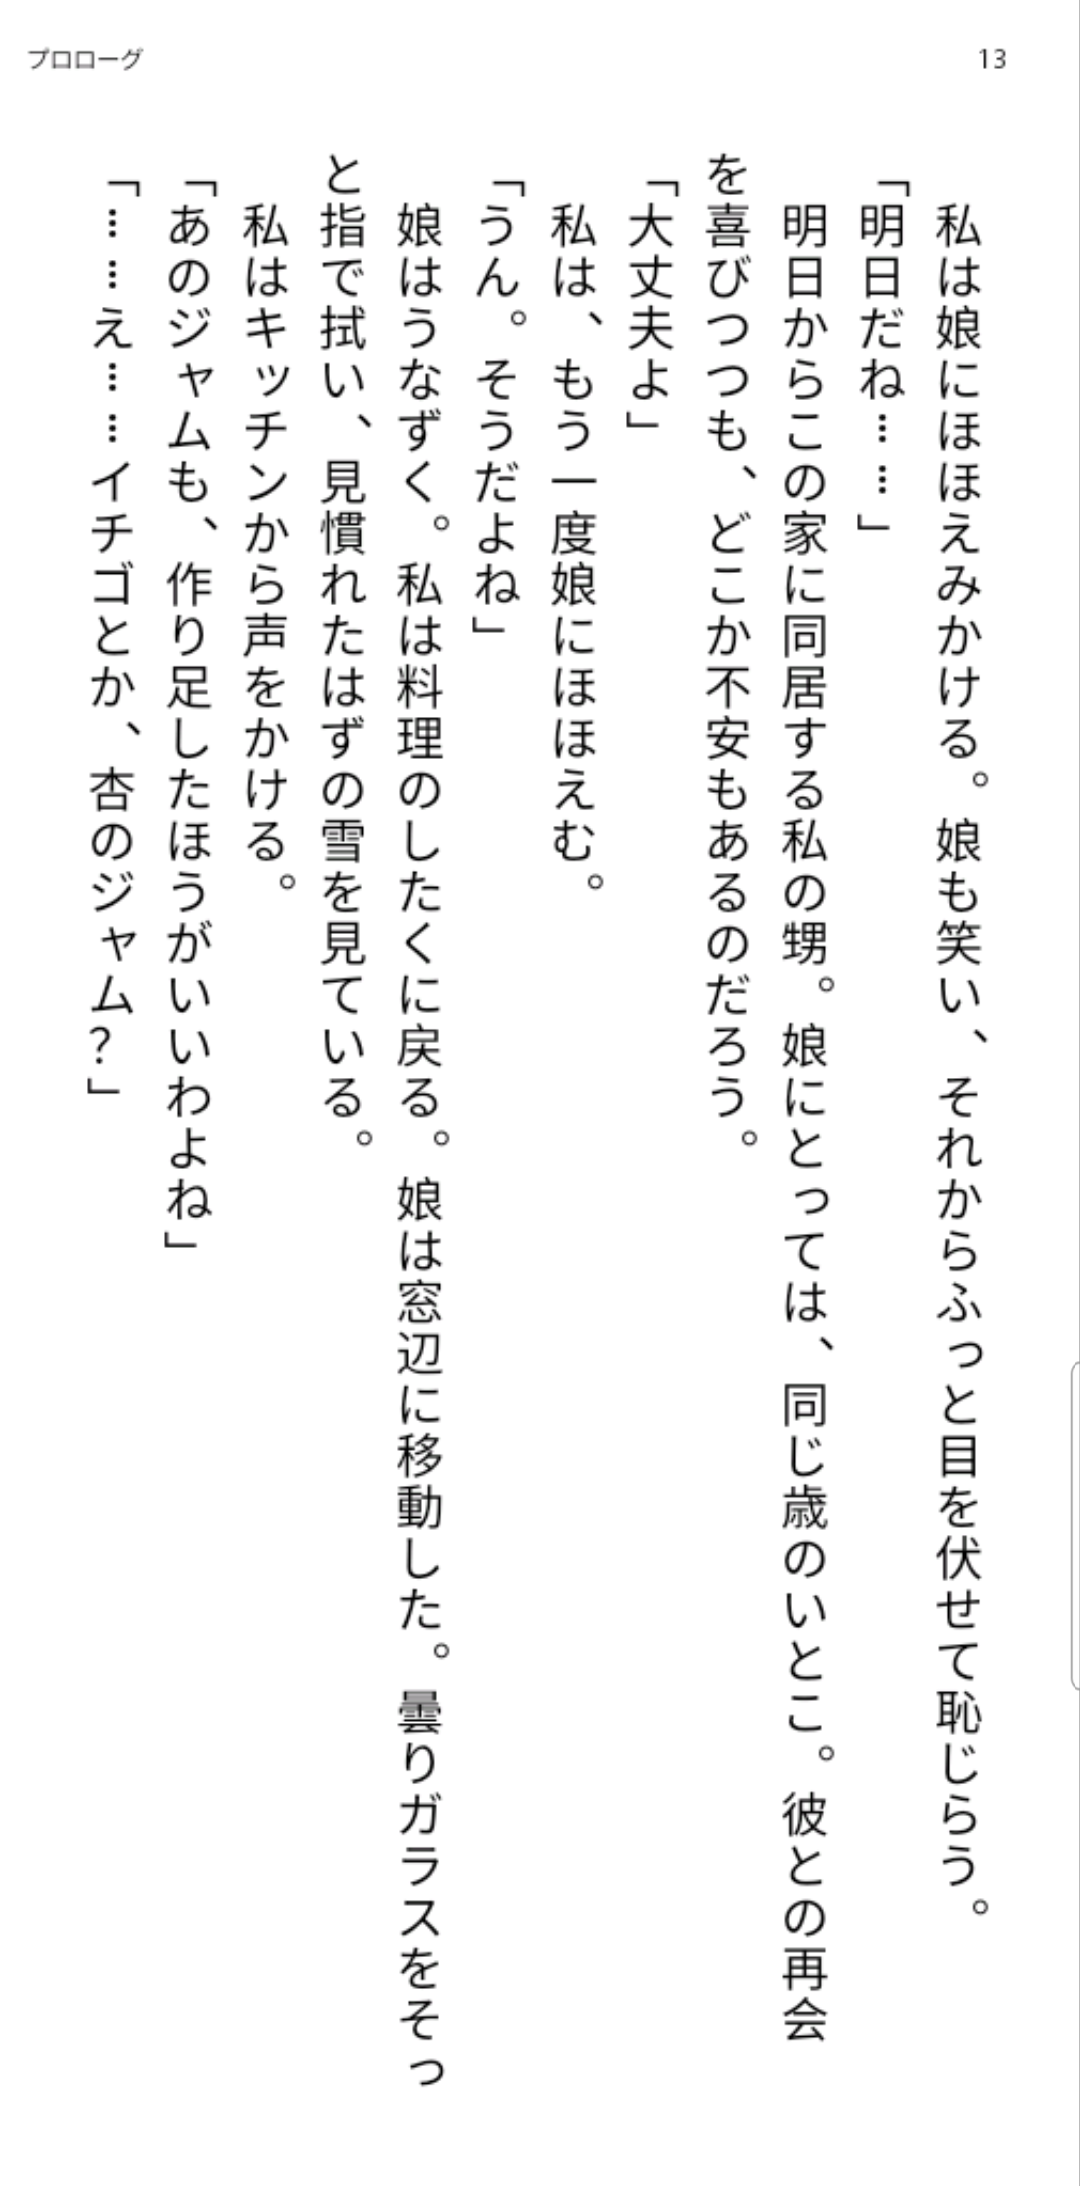 プロローグ
13
私は娘にほほえみかける。娘も笑い、それからふっと目を伏せて恥じらう。
「明日だね……」
明日からこの家に同居する私の甥。娘にとっては、同じ歳のいとこ。彼との再会
を喜びつつも、どこか不安もあるのだろう。
「大丈夫よ」
私は、もう一度娘にほほえむ。
「うん。そうだよね」
娘はうなずく。私は料理のしたくに戻る。娘は窓辺に移動した。曇りガラスをそっ
と指で拭い、見慣れたはずの雪を見ている。
私はキッチンから声をかける。
「あのジャムも、作り足したほうがいいわよね」
「……え……イチゴとか、杏のジャム？」